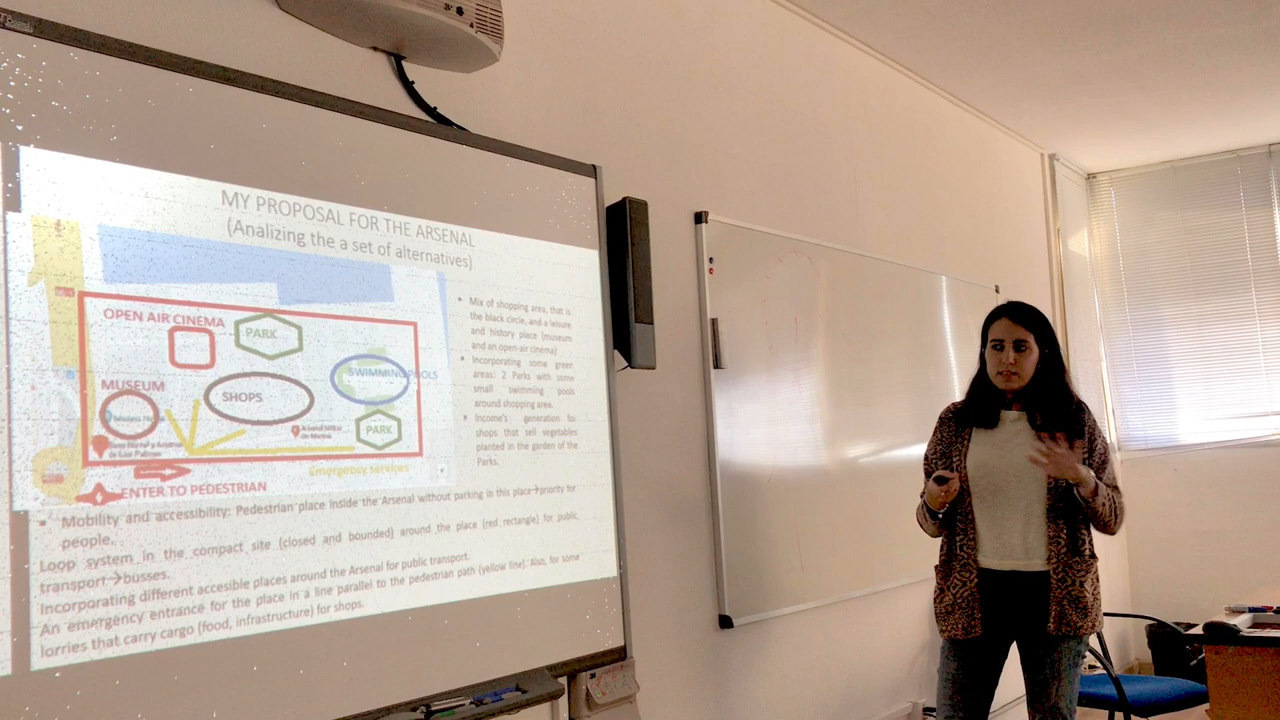 MY PROPOSAL FOR THE ARSENAL
(Analizing the a set of alternatives)
OPEN AIR CINEMA
PARK
SWIMMING POOLS
MUSEUM
SHOPS
PARK
Emergency services
ENTER TO PEDESTRIAN
• Mix of shopping area, that is
the black circle, and a leisure
and history place (museum
and an open-air cinema)
• Incorporating some green
areas: 2 Parks with some
small swimming pools
around shopping area.
• Income's generation for
shops that sell vegetables
planted in the garden of the
Parks.
• Mobility and accessibility: Pedestrian place inside the Arsenal without parking in this place→priority for
people.
Loop system in the compact site (closed and bounded) around the place (red rectangle) for public
transport→busses.
Incorporating different accesible places around the Arsenal for public transport.
An emergency entrance for the place in a line parallel to the pedestrian path (yellow line). Also, for some
lorries that carry cargo (food, infrastructure) for shops.